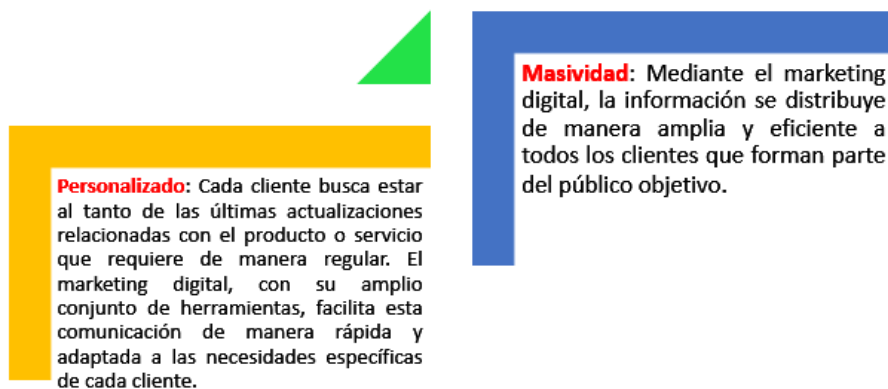 Personalizado: Cada cliente busca estar
al tanto de las últimas actualizaciones
relacionadas con el producto o servicio
que requiere de manera regular. El
marketing digital, con su amplio
conjunto de herramientas, facilita esta
comunicación de manera rápida y
adaptada a las necesidades específicas
de cada cliente.
Masividad: Mediante el marketing
digital, la información se distribuye
de manera amplia y eficiente a
todos los clientes que forman parte
del público objetivo.